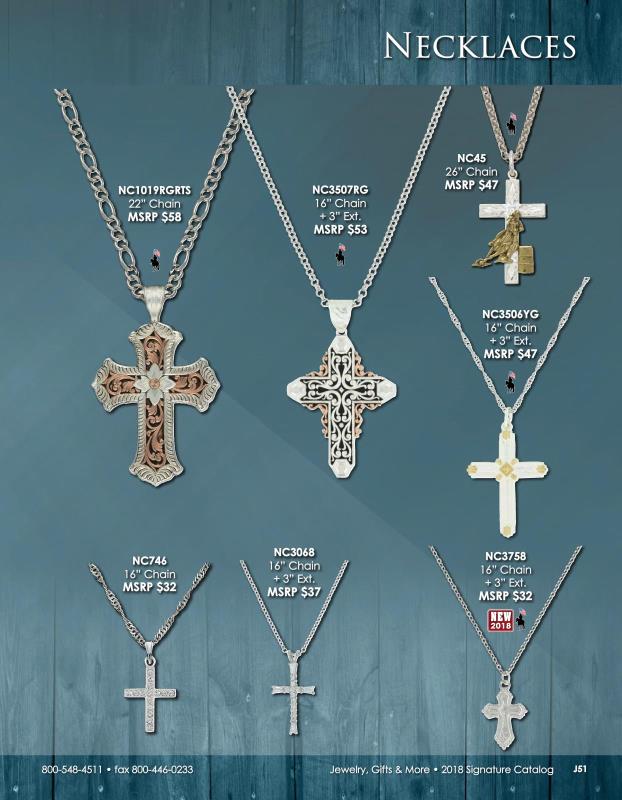 NECKLACES
NC1019RGRTS
22” Chain
MSRP $58
NC3507RG
16” Chain
+ 3” Ext.
MSRP $53
NC45
26” Chain
MSRP $47
NC3506YG
16” Chain
+ 3” Ext.
MSRP $47
NC746
16” Chain
MSRP $32
NC3068
16” Chain
+ 3” Ext.
MSRP $37
NC3758
16” Chain
+ 3” Ext.
MSRP $32
NEW
2018
800-548-4511 • fax 800-446-0233
Jewelry, Gifts & More • 2018 Signature Catalog J51